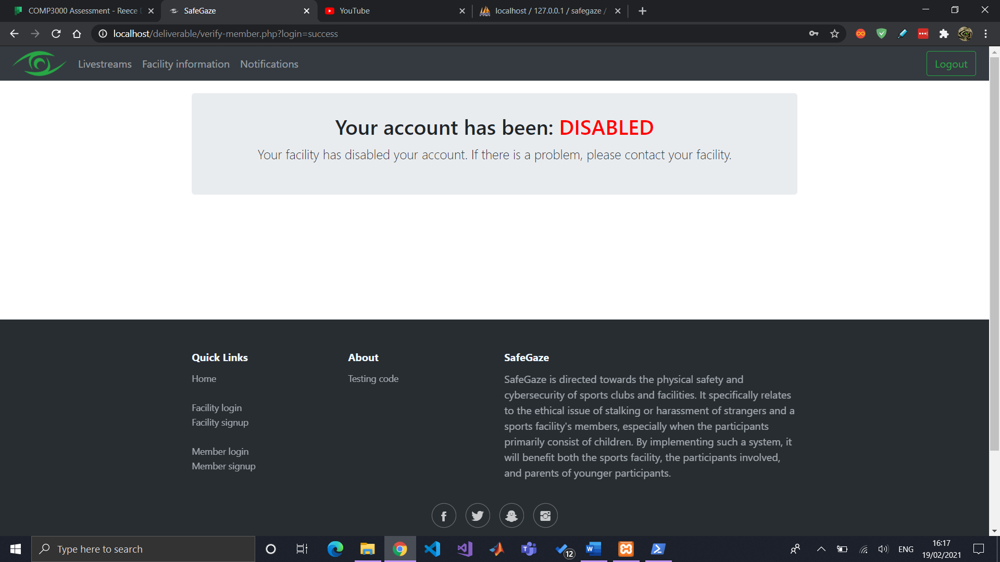 COMP3000 Assessment - Reece
SafeGaze
YouTube
localhost / 127.0.0.1 / safegaze /
localhost/deliverable/verify-member.php?login=success
Livestreams
Facility information
Notifications
Logout
Your account has been: DISABLED
Your facility has disabled your account. If there is a problem, please contact your facility.
Quick Links
Home
Facility login
Facility signup
Member login
Member signup
About
Testing code
SafeGaze
SafeGaze is directed towards the physical safety and
cybersecurity of sports clubs and facilities. It specifically relates
to the ethical issue of stalking or harassment of strangers and a
sports facility's members, especially when the participants
primarily consist of children. By implementing such a system, it
will benefit both the sports facility, the participants involved,
and parents of younger participants.
Type here to search
12
ENG
16:17
19/02/2021